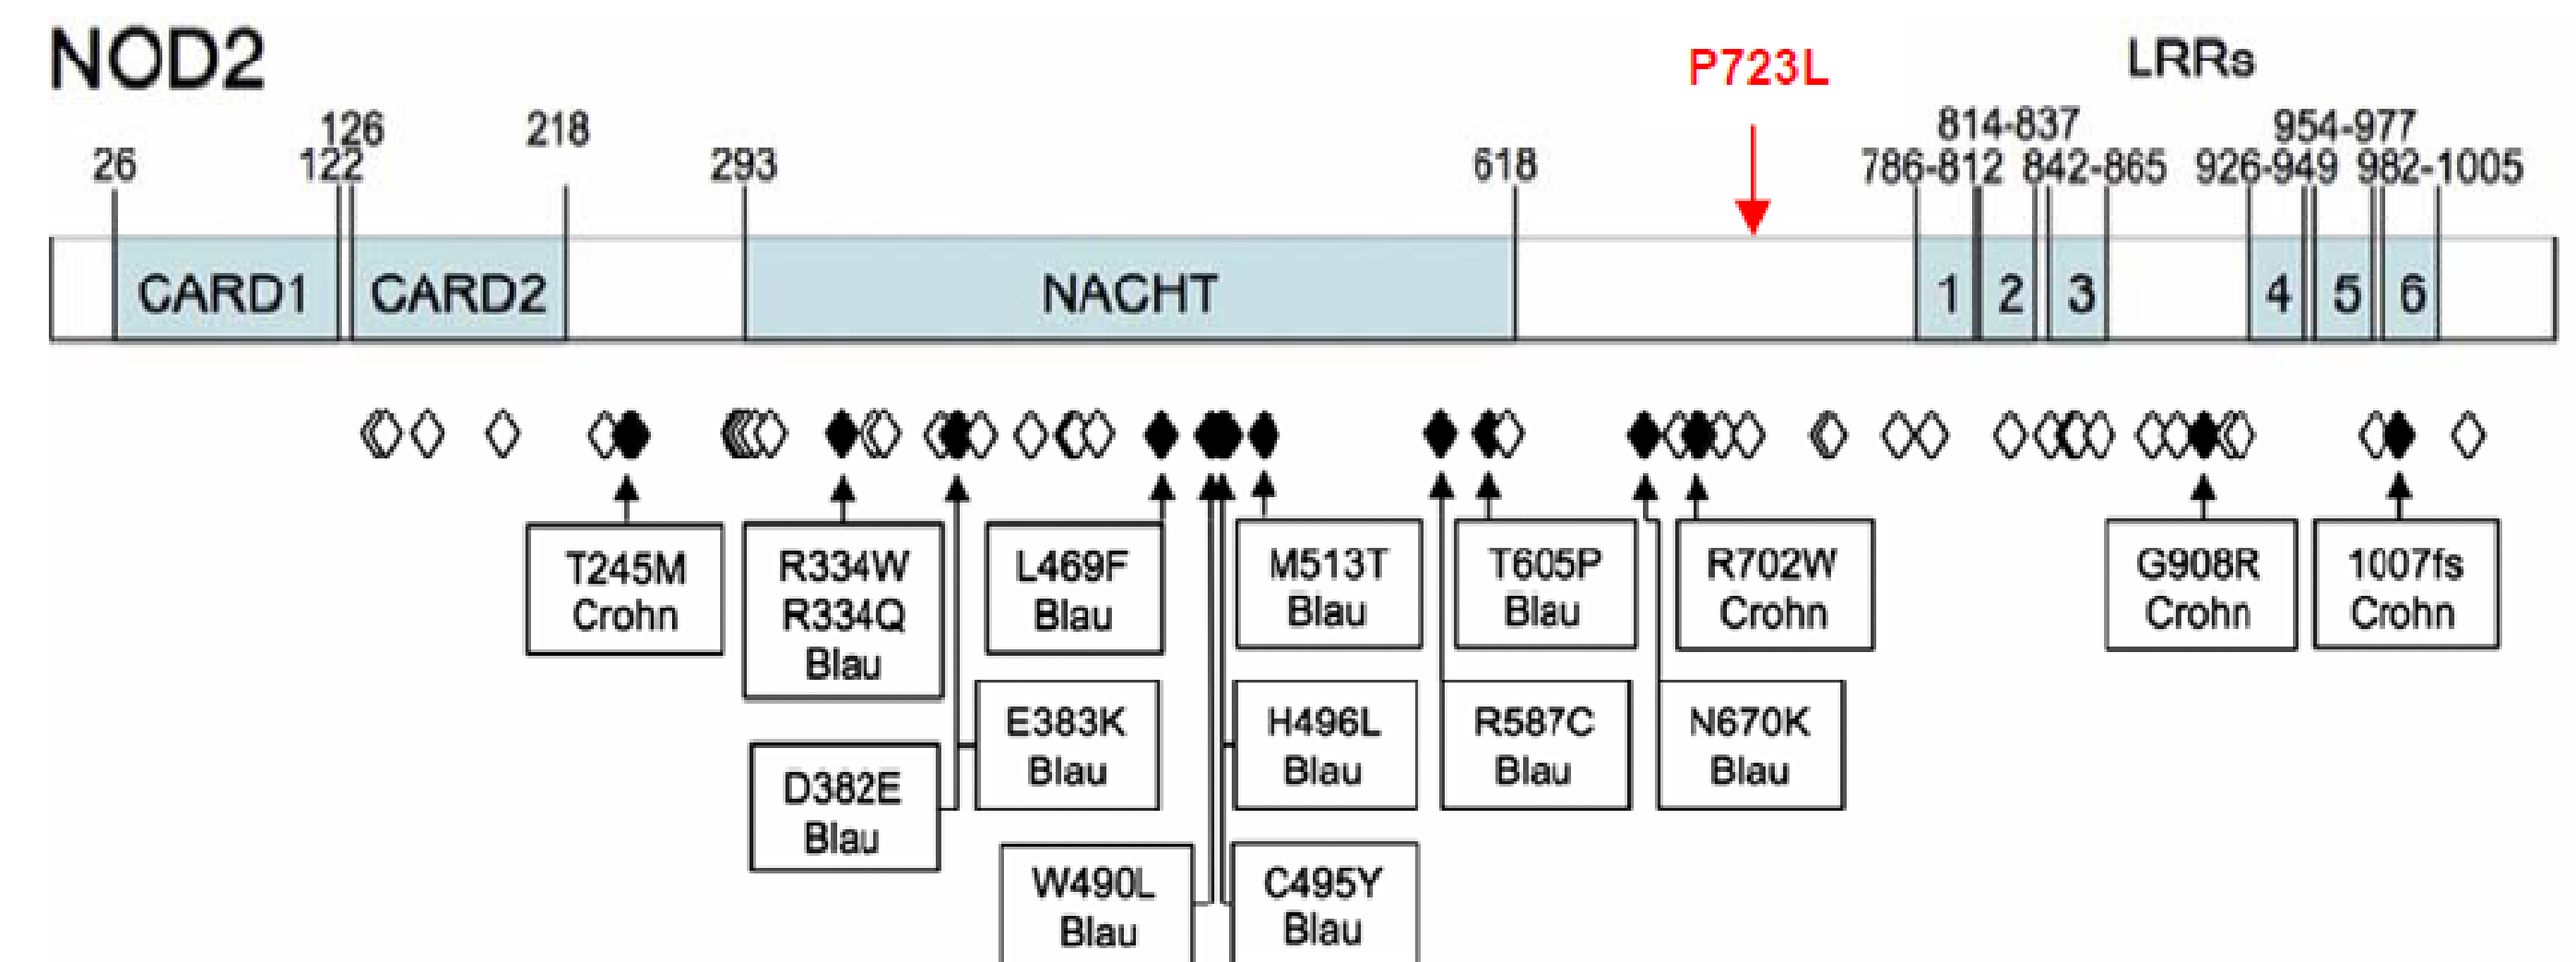 NOD2
P723L
LRRs
126
218
814-837
954-977
26
122
293
618
786-812
842-865
926-949
982-1005
CARD1
CARD2
NACHT
1
2
3
4
5
6
T245M
Crohn
R334W
R334Q
Blau
L469F
Blau
M513T
Blau
T605P
Blau
R702W
Crohn
G908R
Crohn
1007fs
Crohn
E383K
Blau
H496L
Blau
R587C
Blau
N670K
Blau
D382E
Blau
W490L
Blau
C495Y
Blau